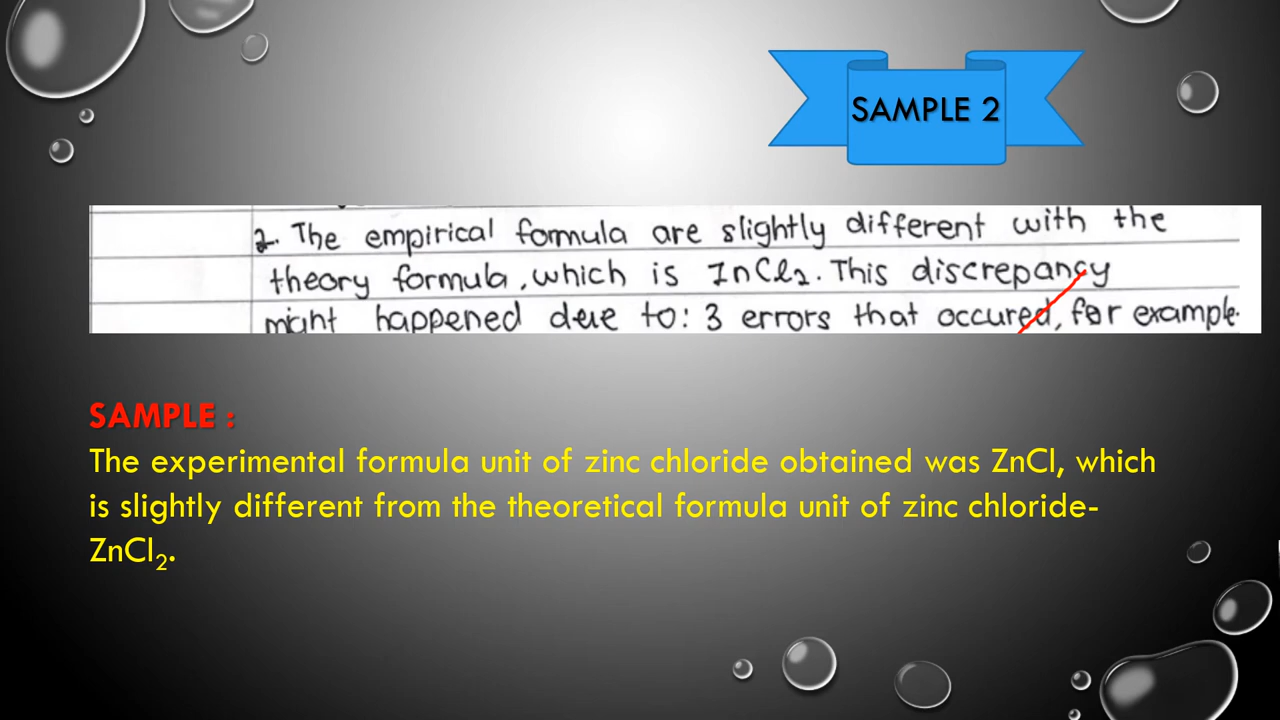 SAMPLE 2
2. The empirical formula are slightly different with the
theory formula, which is ZnCl₂. This discrepancy
might happened due to: 3 errors that occured, for example
SAMPLE :
The experimental formula unit of zinc chloride obtained was ZnCl, which
is slightly different from the theoretical formula unit of zinc chloride-
ZnCl₂.